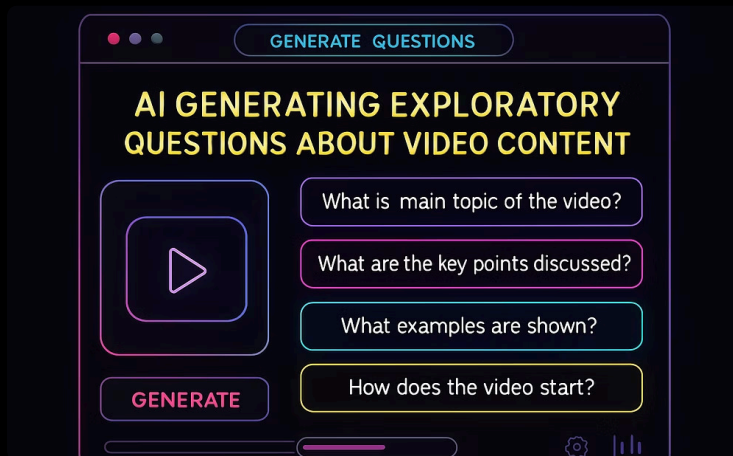 GENERATE QUESTIONS
AI GENERATING EXPLORATORY
QUESTIONS ABOUT VIDEO CONTENT
What is main topic of the video?
What are the key points discussed?
What examples are shown?
How does the video start?
GENERATE